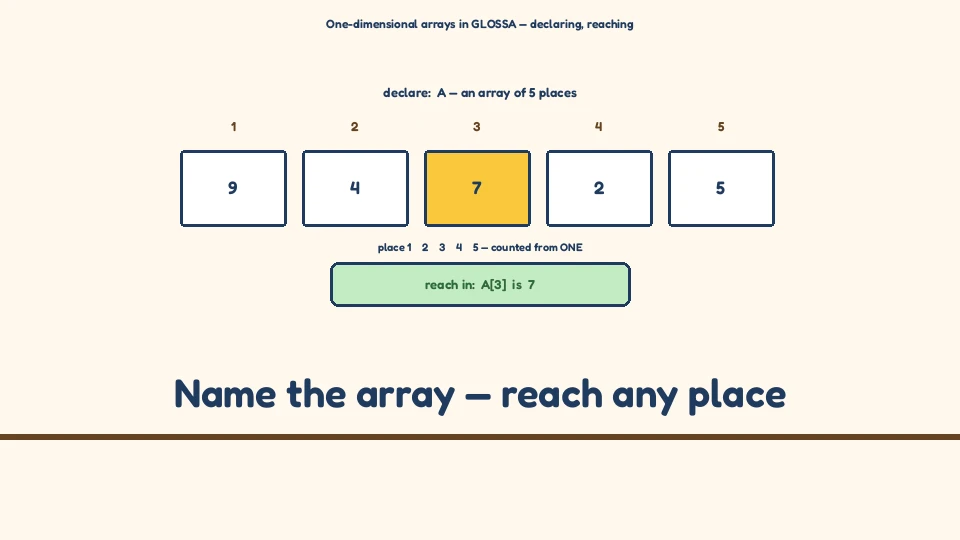 One-dimensional arrays in GLOSSA — declaring, reaching
declare: A — an array of 5 places
1 2 3 4 5
9 4 7 2 5
place 1 2 3 4 5 — counted from ONE
reach in: A[3] is 7
Name the array — reach any place